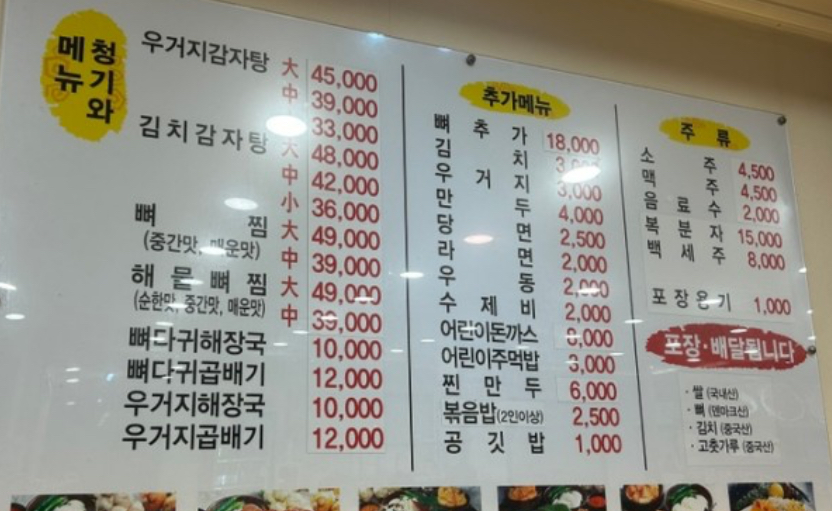 청기와
메뉴
우거지감자탕 大 45,000
中 39,000
33,000
김치감자탕 大 48,000
中 42,000
小 36,000
뼈찜 大 49,000
(중간맛, 매운맛) 中 39,000
해물뼈찜 大 49,000
(순한맛, 중간맛, 매운맛) 中 39,000
뼈다귀해장국 10,000
뼈다귀곱배기 12,000
우거지해장국 10,000
우거지곱배기 12,000
추가메뉴
뼈추가 18,000
김치
우거지 3,000
만두 4,000
당면 2,500
라면 2,000
우동 2,000
수제비 2,000
어린이돈까스 8,000
어린이주먹밥 3,000
찐만두 6,000
볶음밥(2인이상) 2,500
공깃밥 1,000
주류
소주 4,500
맥주 4,500
음료수 2,000
복분자 15,000
백세주 8,000
포장용기 1,000
포장·배달됩니다
· 쌀 (국내산)
· 뼈 (덴마크산)
· 김치 (중국산)
· 고춧가루 (중국산)